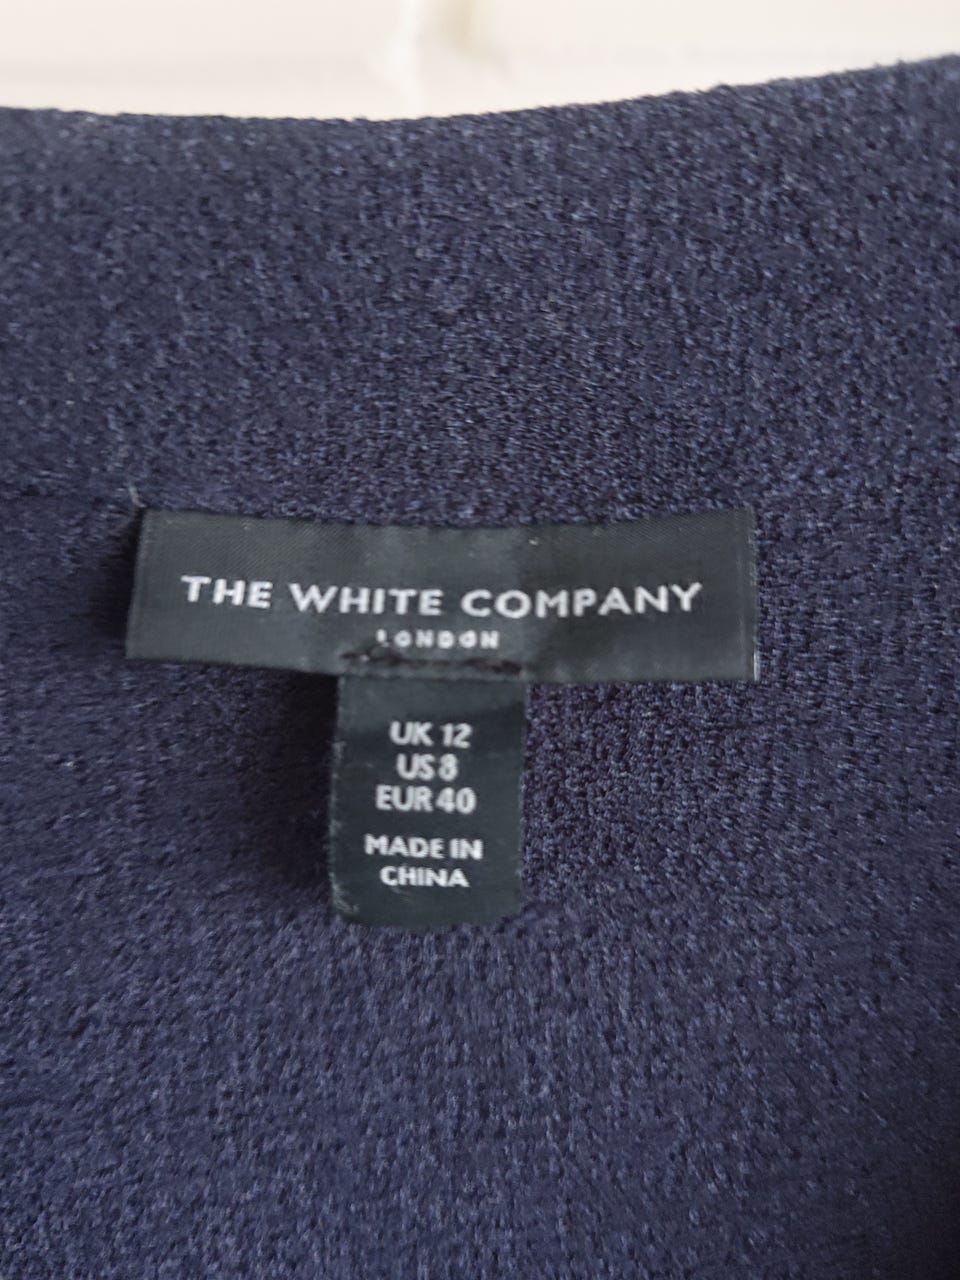 THE WHITE COMPANY
LONDON
UK 12
US 8
EUR 40
MADE IN
CHINA